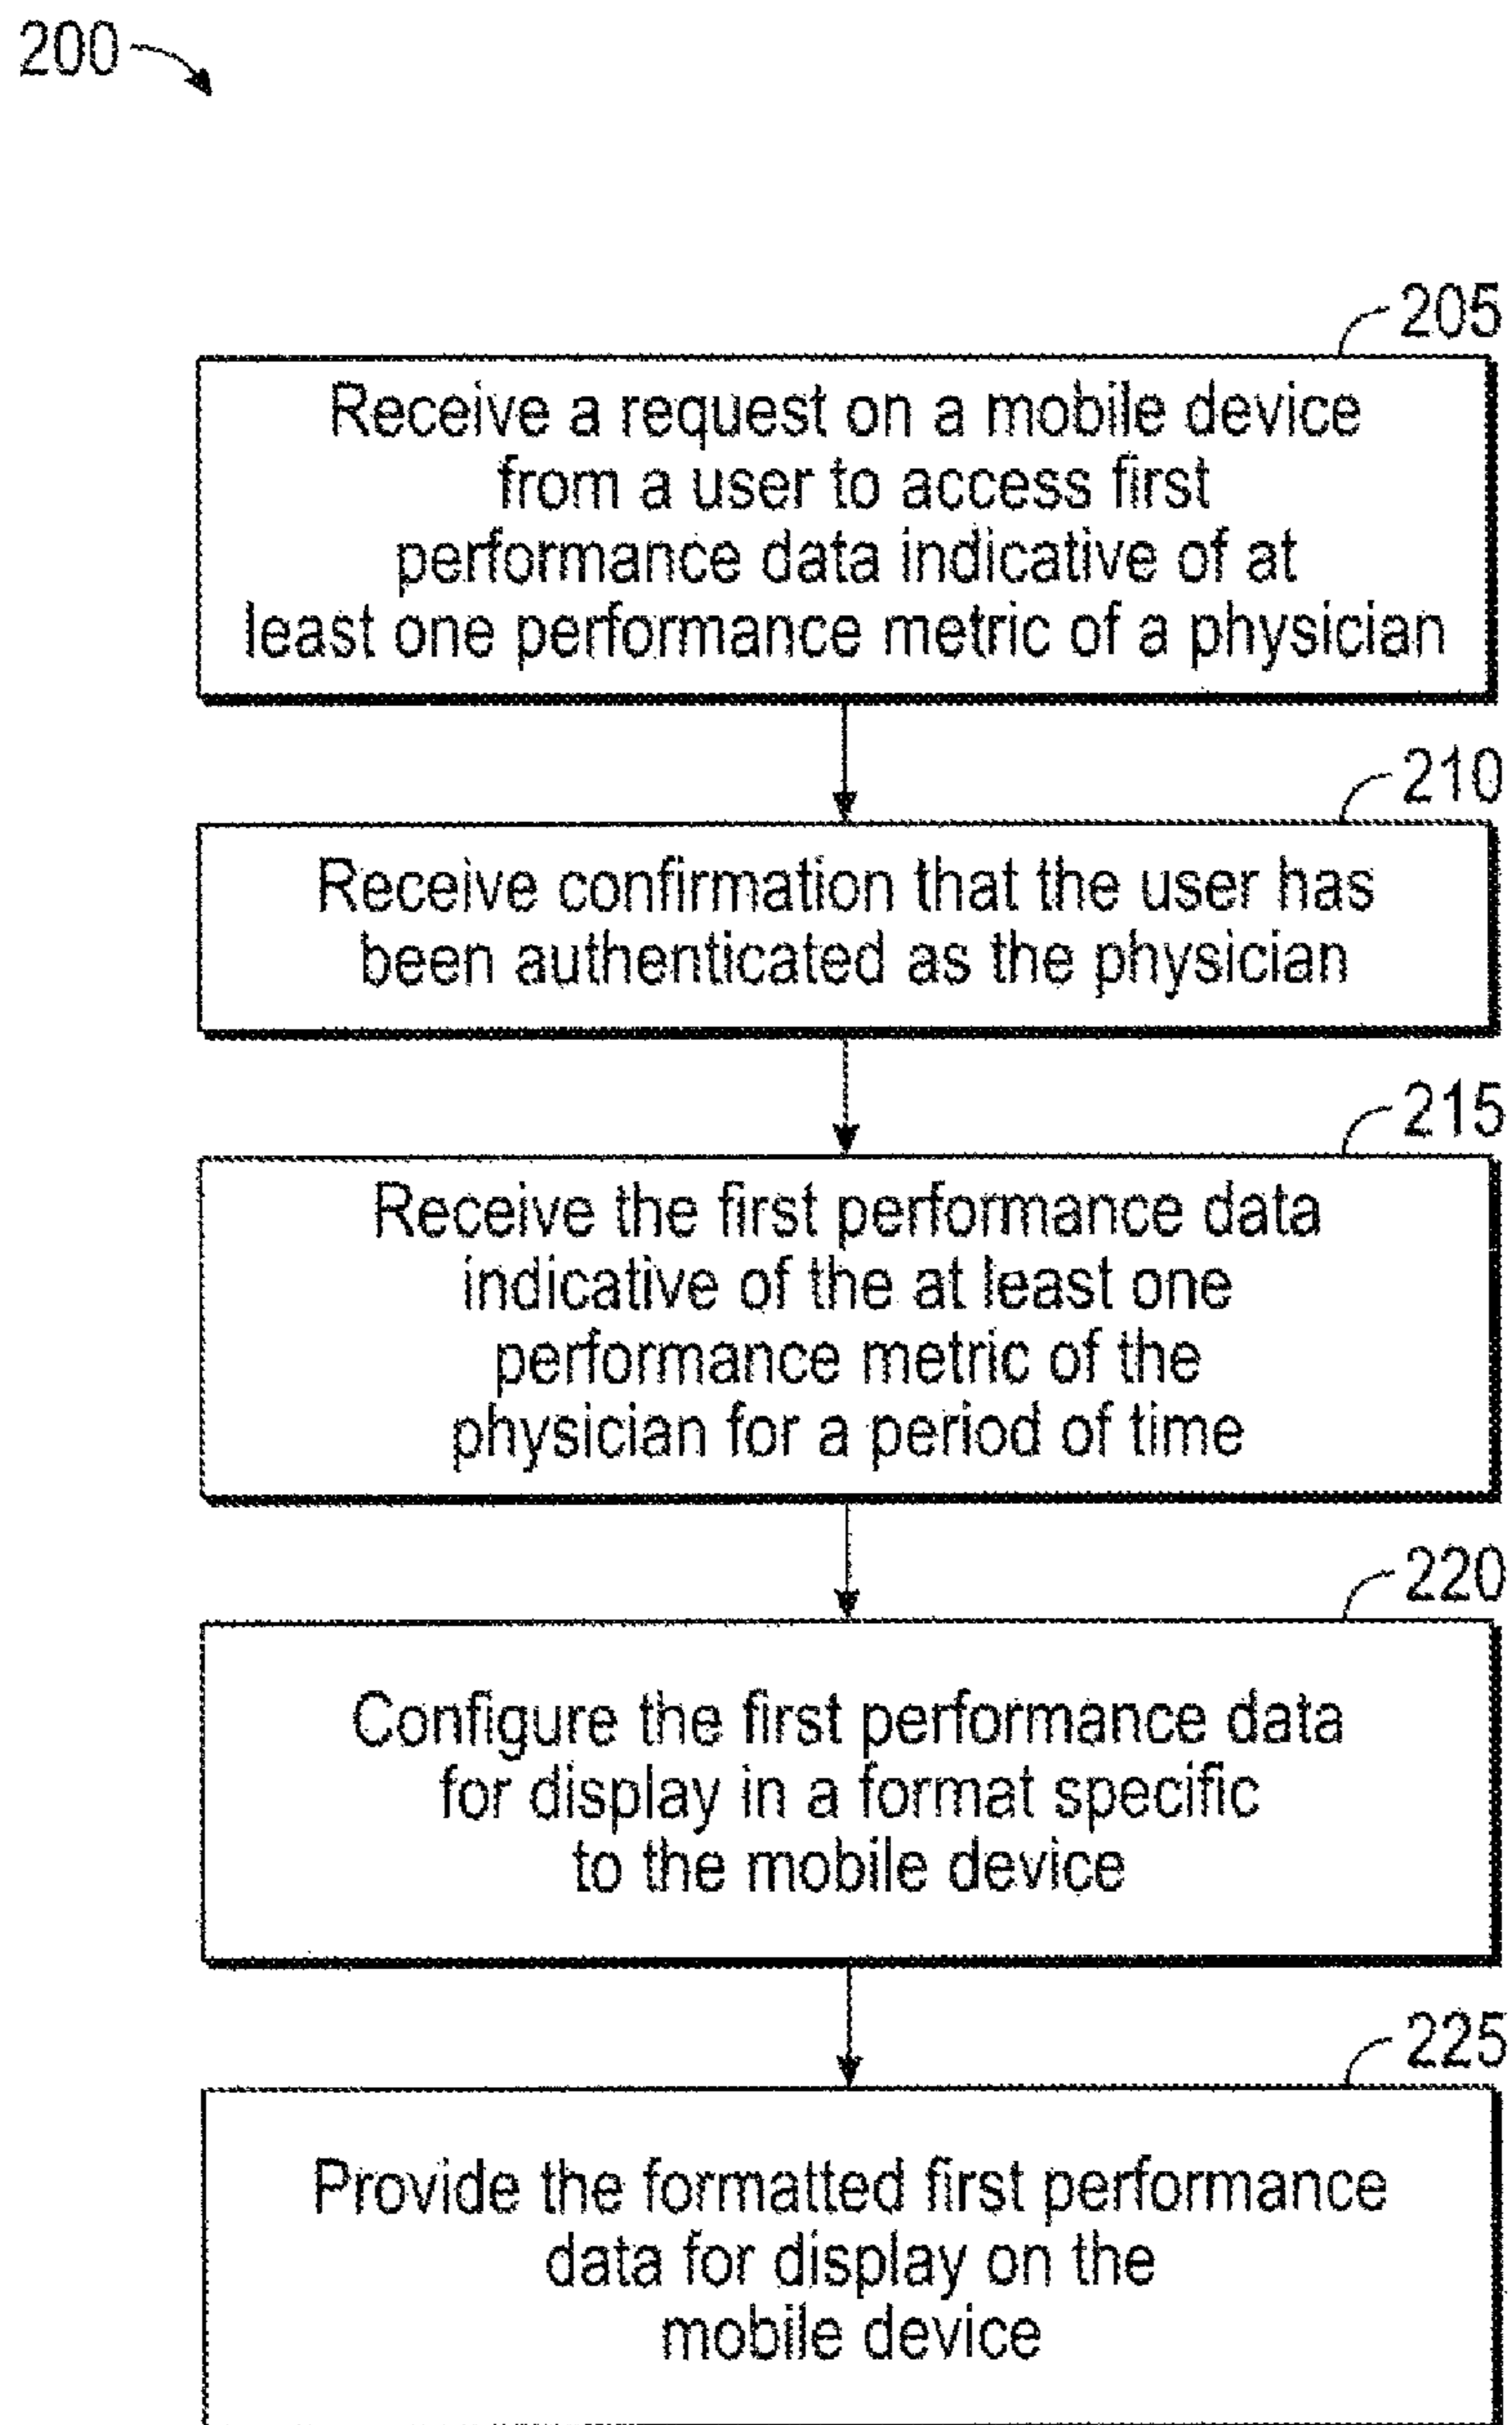 200
205
Receive a request on a mobile device
from a user to access first
performance data indicative of at
least one performance metric of a physician
210
Receive confirmation that the user has
been authenticated as the physician
215
Receive the first performance data
indicative of the at least one
performance metric of the
physician for a period of time
220
Configure the first performance data
for display in a format specific
to the mobile device
225
Provide the formatted first performance
data for display on the
mobile device